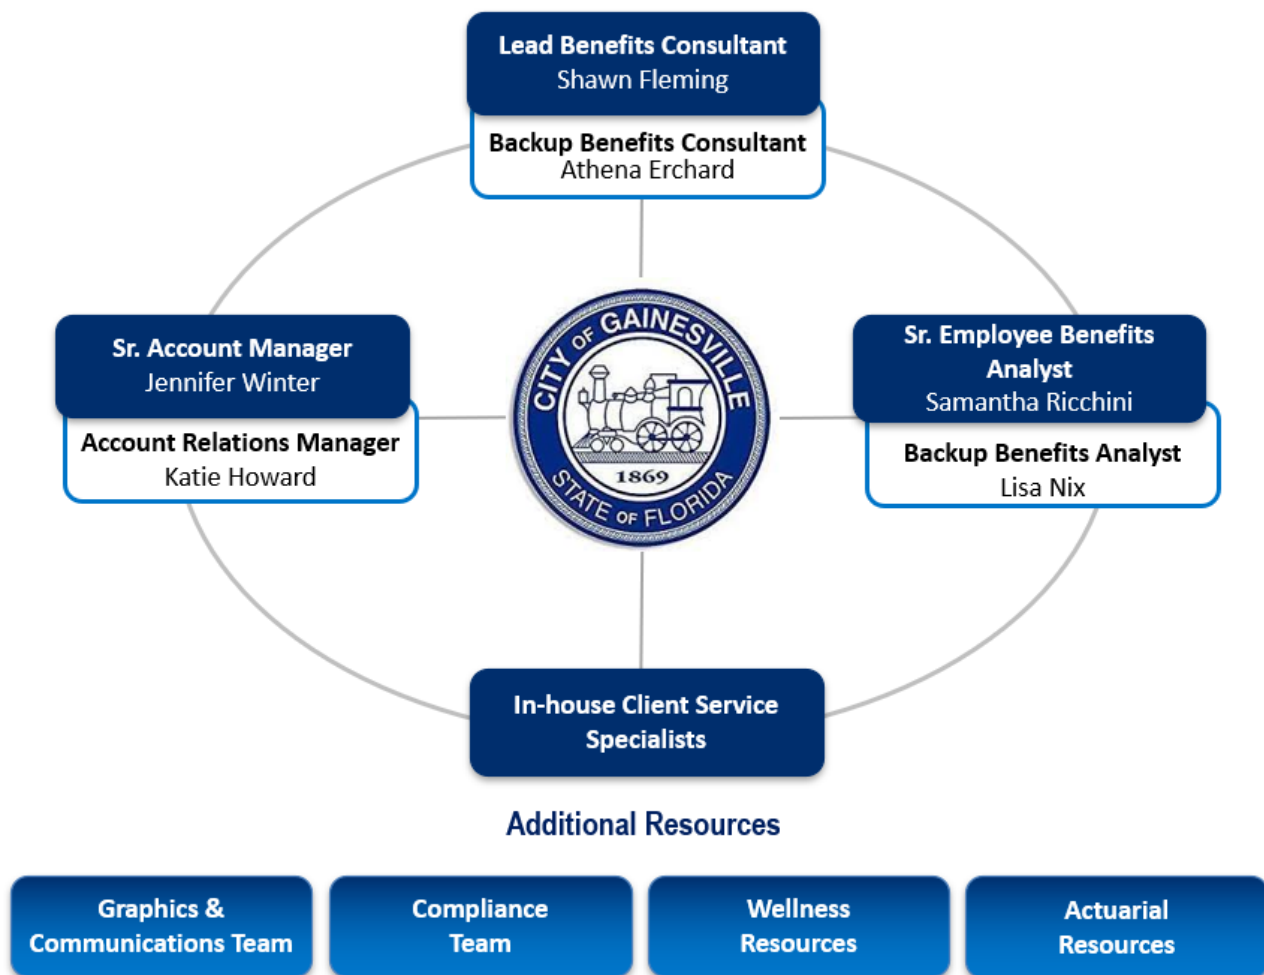 Lead Benefits Consultant
Shawn Fleming
Backup Benefits Consultant
Athena Erchard
Sr. Account Manager
Jennifer Winter
Account Relations Manager
Katie Howard
CITY OF GAINESVILLE
1869
STATE OF FLORIDA
Sr. Employee Benefits
Analyst
Samantha Ricchini
Backup Benefits Analyst
Lisa Nix
In-house Client Service
Specialists
Additional Resources
Graphics &
Communications Team
Compliance
Team
Wellness
Resources
Actuarial
Resources